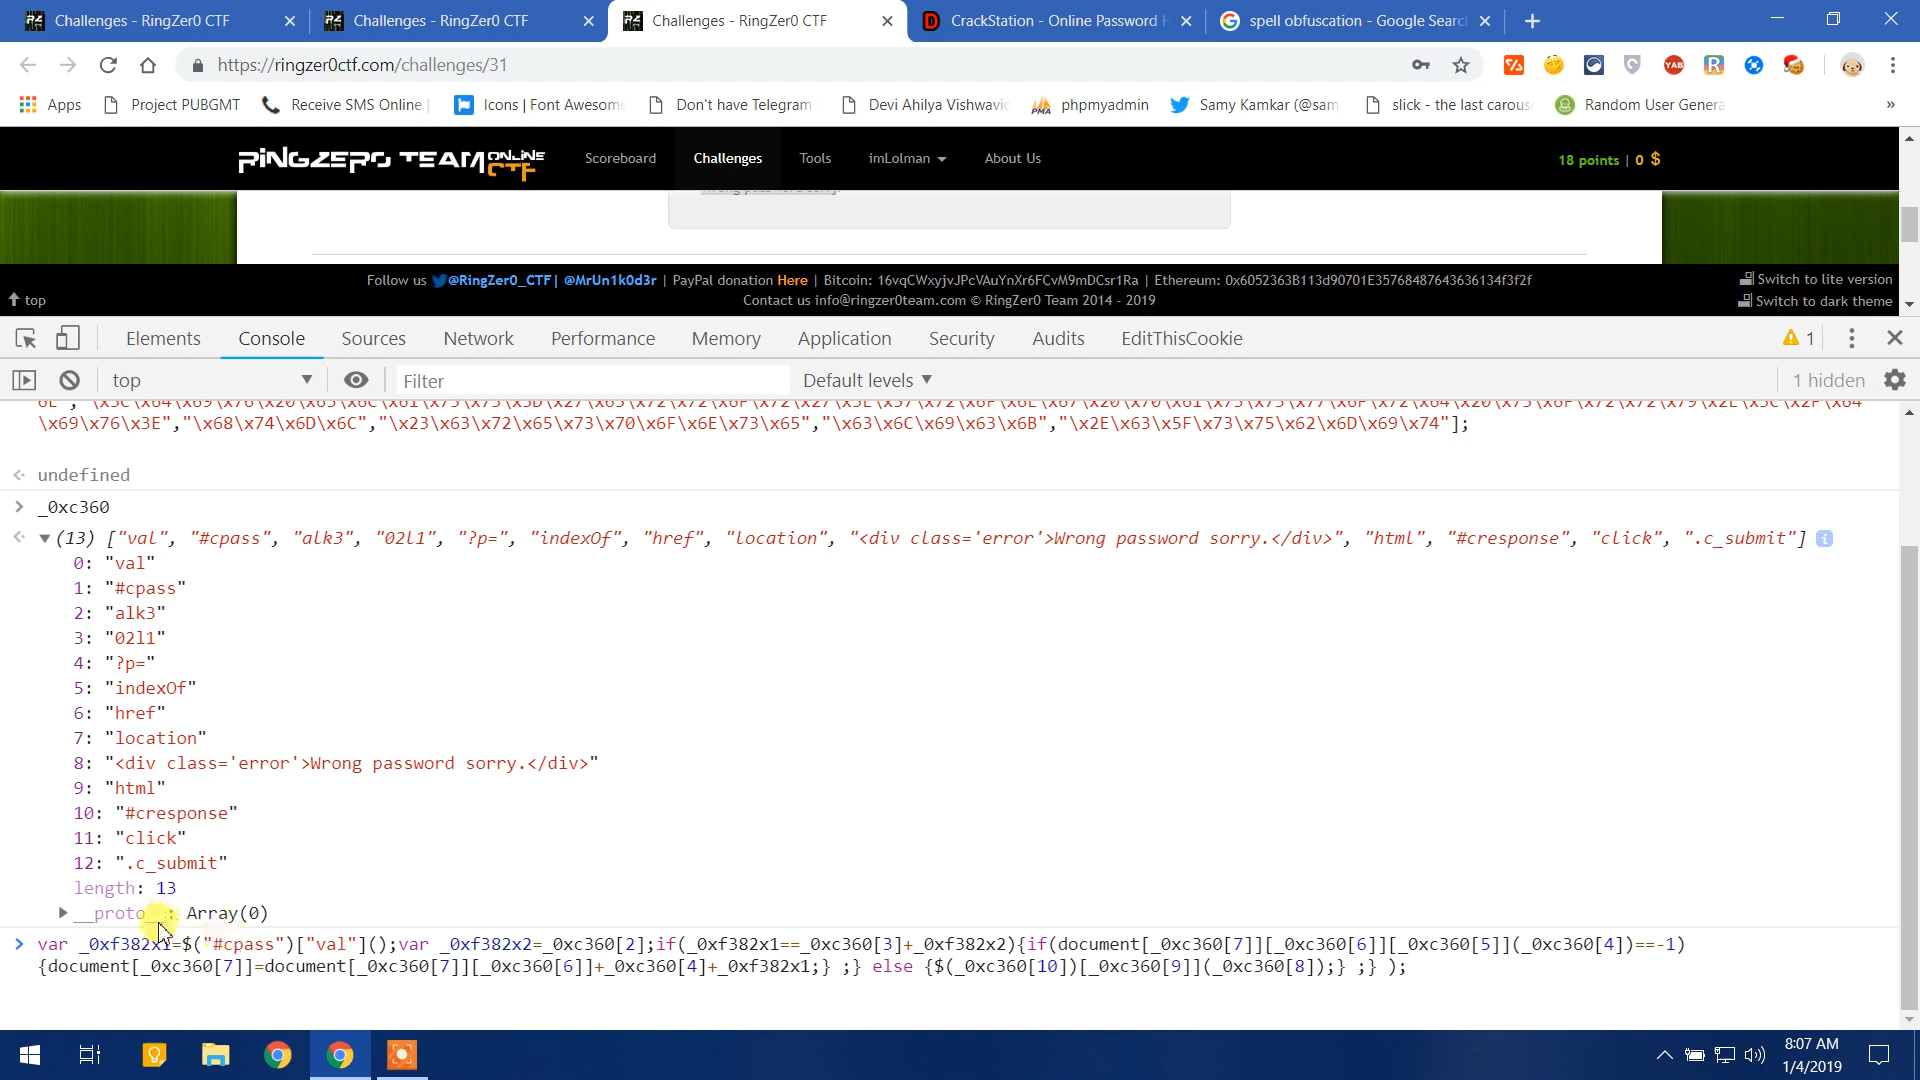 Challenges - RingZer0 CTF
Challenges - RingZer0 CTF
Challenges - RingZer0 CTF
CrackStation - Online Password H
spell obfuscation - Google Search
https://ringzer0ctf.com/challenges/31
YAB
Apps
Project PUBGMT
Receive SMS Online |
Icons | Font Awesome
Don't have Telegram
Devi Ahilya Vishwavid
phpmyadmin
Samy Kamkar (@sam
slick - the last carous
Random User Genera
»
RINGZER0 TEAM ONLINE CTF
Scoreboard
Challenges
Tools
imLolman
About Us
18 points | 0 $
Follow us @RingZer0_CTF | @MrUn1k0d3r | PayPal donation Here | Bitcoin: 16vqCWxyjvJPcVAuYnXr6FCvM9mDCsr1Ra | Ethereum: 0x6052363B113d90701E35768487643636134f3f2f
Switch to lite version
top
Contact us info@ringzer0team.com © RingZer0 Team 2014 - 2019
Switch to dark theme
Elements
Console
Sources
Network
Performance
Memory
Application
Security
Audits
EditThisCookie
1
top
Filter
Default levels
1 hidden
\x69\x76\x3E","\x68\x74\x6D\x6C","\x23\x63\x72\x65\x73\x70\x6F\x6E\x73\x65","\x63\x6C\x69\x63\x6B","\x2E\x63\x5F\x73\x75\x62\x6D\x69\x74"];
undefined
_0xc360
(13) ["val", "#cpass", "alk3", "02l1", "?p=", "indexOf", "href", "location", "<div class='error'>Wrong password sorry.</div>", "html", "#cresponse", "click", ".c_submit"]
0: "val"
1: "#cpass"
2: "alk3"
3: "02l1"
4: "?p="
5: "indexOf"
6: "href"
7: "location"
8: "<div class='error'>Wrong password sorry.</div>"
9: "html"
10: "#cresponse"
11: "click"
12: ".c_submit"
length: 13
__proto__: Array(0)
var _0xf382x1=$("#cpass")["val"]();var _0xf382x2=_0xc360[2];if(_0xf382x1==_0xc360[3]+_0xf382x2){if(document[_0xc360[7]][_0xc360[6]][_0xc360[5]](_0xc360[4])==-1)
{document[_0xc360[7]]=document[_0xc360[7]][_0xc360[6]]+_0xc360[4]+_0xf382x1;} ;} else {$(_0xc360[10])[_0xc360[9]](_0xc360[8]);} ;} );
8:07 AM
1/4/2019